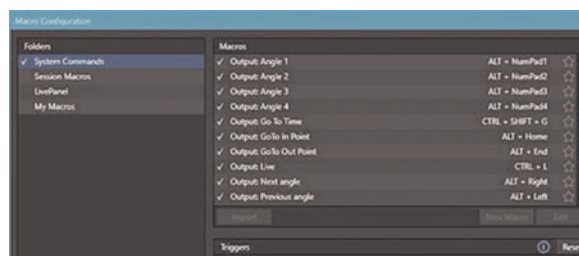 Macro Configuration
Folders
✓ System Commands
Session Macros
LivePanel
My Macros
Macros
✓ Output: Angle 1 ALT + NumPad1
✓ Output: Angle 2 ALT + NumPad2
✓ Output: Angle 3 ALT + NumPad3
✓ Output: Angle 4 ALT + NumPad4
✓ Output: Go To Time CTRL + SHIFT + G
✓ Output: GoTo In Point ALT + Home
✓ Output: GoTo Out Point ALT + End
✓ Output: Live CTRL + L
✓ Output: Next angle ALT + Right
✓ Output: Previous angle ALT + Left
Import New Macro Edit
Triggers Rese